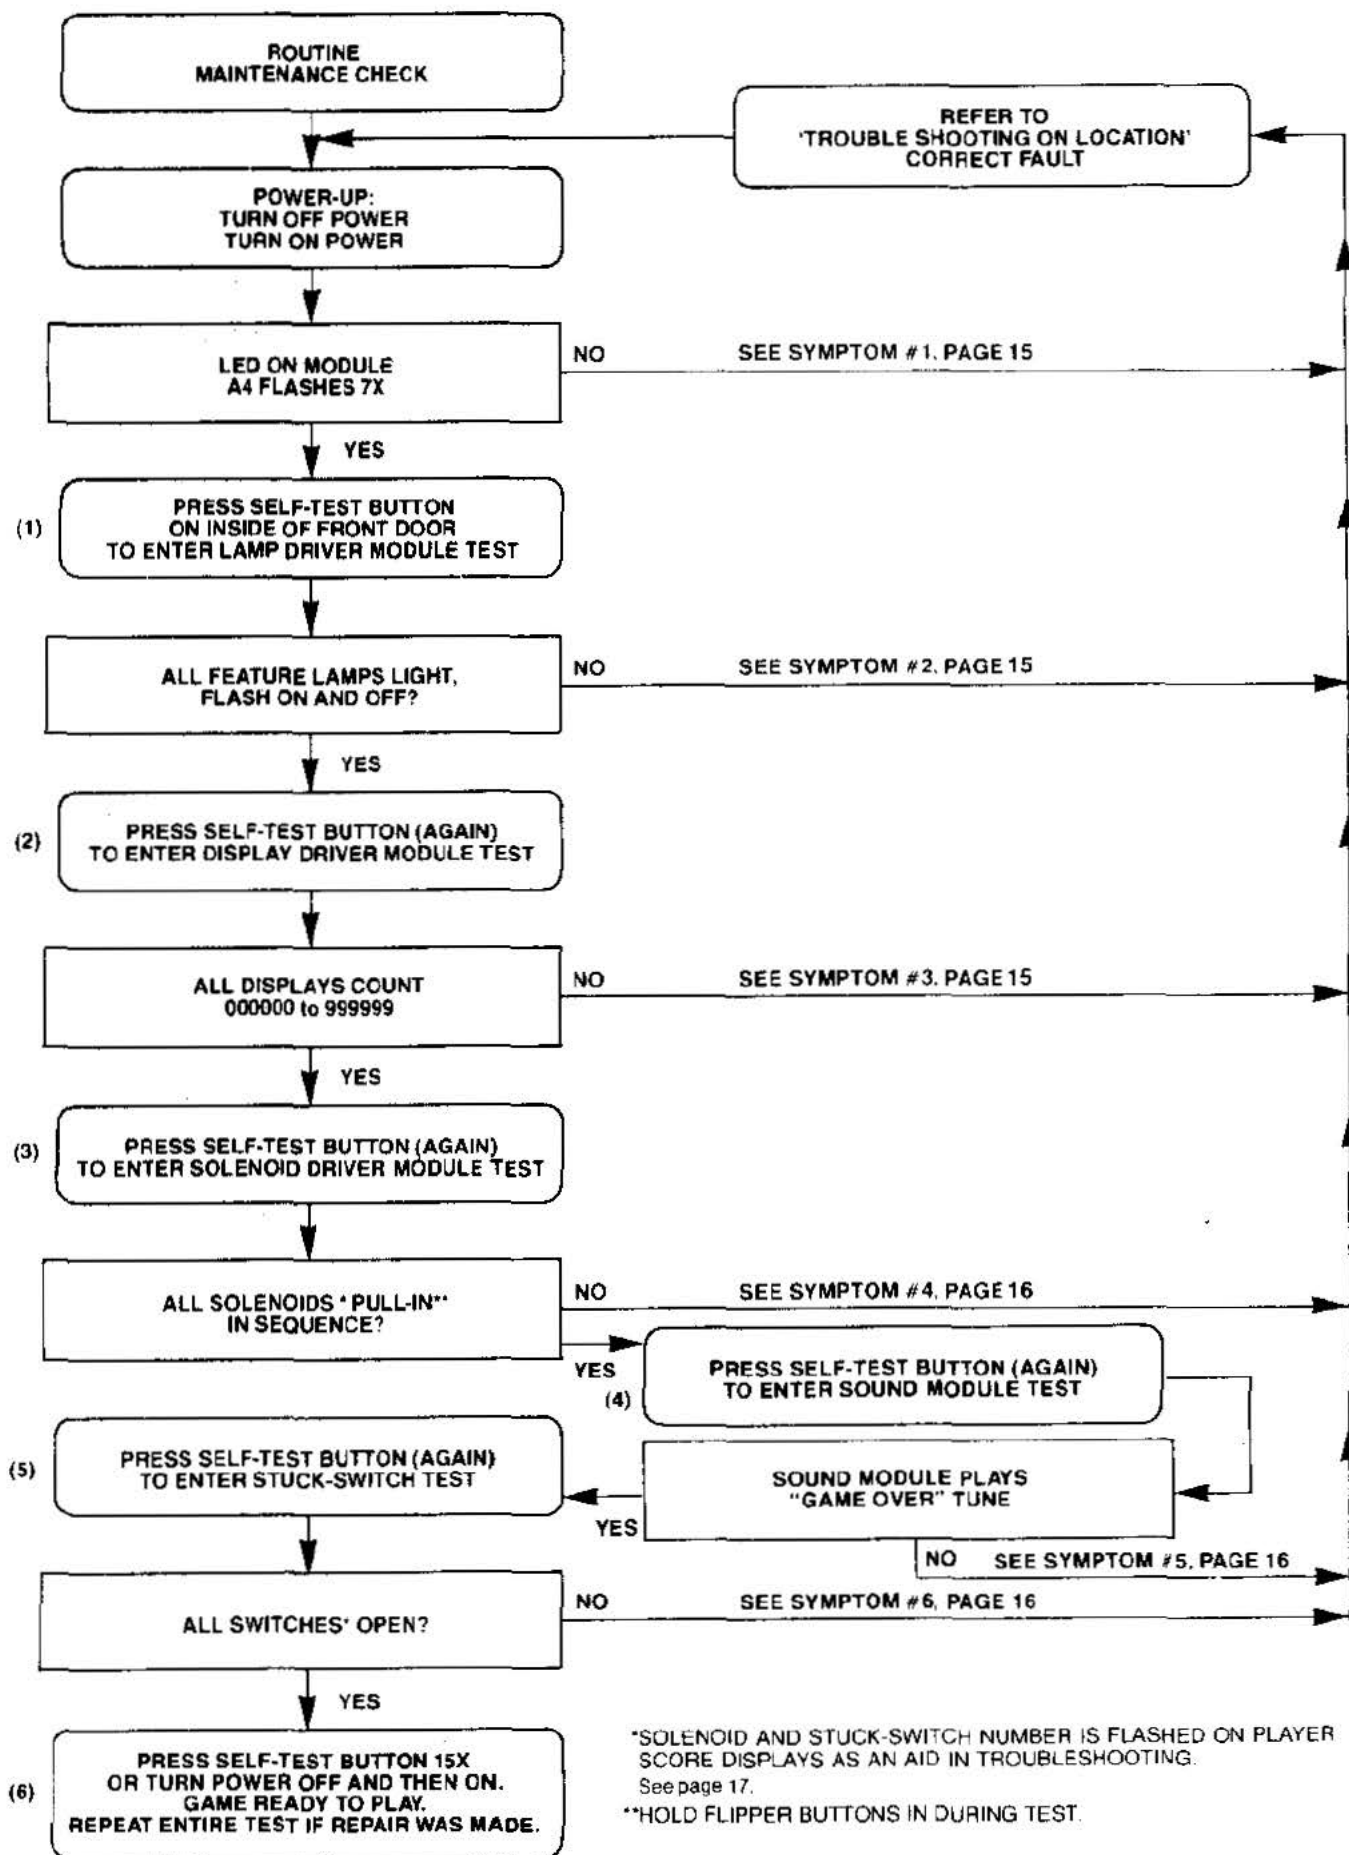 ROUTINE
MAINTENANCE CHECK
REFER TO
'TROUBLE SHOOTING ON LOCATION'
CORRECT FAULT
POWER-UP:
TURN OFF POWER
TURN ON POWER
LED ON MODULE
A4 FLASHES 7X
NO
SEE SYMPTOM #1, PAGE 15
YES
(1)
PRESS SELF-TEST BUTTON
ON INSIDE OF FRONT DOOR
TO ENTER LAMP DRIVER MODULE TEST
ALL FEATURE LAMPS LIGHT,
FLASH ON AND OFF?
NO
SEE SYMPTOM #2, PAGE 15
YES
(2)
PRESS SELF-TEST BUTTON (AGAIN)
TO ENTER DISPLAY DRIVER MODULE TEST
ALL DISPLAYS COUNT
000000 to 999999
NO
SEE SYMPTOM #3, PAGE 15
YES
(3)
PRESS SELF-TEST BUTTON (AGAIN)
TO ENTER SOLENOID DRIVER MODULE TEST
ALL SOLENOIDS * PULL-IN**
IN SEQUENCE?
NO
SEE SYMPTOM #4, PAGE 16
YES
(4)
PRESS SELF-TEST BUTTON (AGAIN)
TO ENTER SOUND MODULE TEST
SOUND MODULE PLAYS
"GAME OVER" TUNE
YES
NO
SEE SYMPTOM #5, PAGE 16
(5)
PRESS SELF-TEST BUTTON (AGAIN)
TO ENTER STUCK-SWITCH TEST
ALL SWITCHES* OPEN?
NO
SEE SYMPTOM #6, PAGE 16
YES
(6)
PRESS SELF-TEST BUTTON 15X
OR TURN POWER OFF AND THEN ON.
GAME READY TO PLAY.
REPEAT ENTIRE TEST IF REPAIR WAS MADE.
*SOLENOID AND STUCK-SWITCH NUMBER IS FLASHED ON PLAYER
SCORE DISPLAYS AS AN AID IN TROUBLESHOOTING.
See page 17.
**HOLD FLIPPER BUTTONS IN DURING TEST.